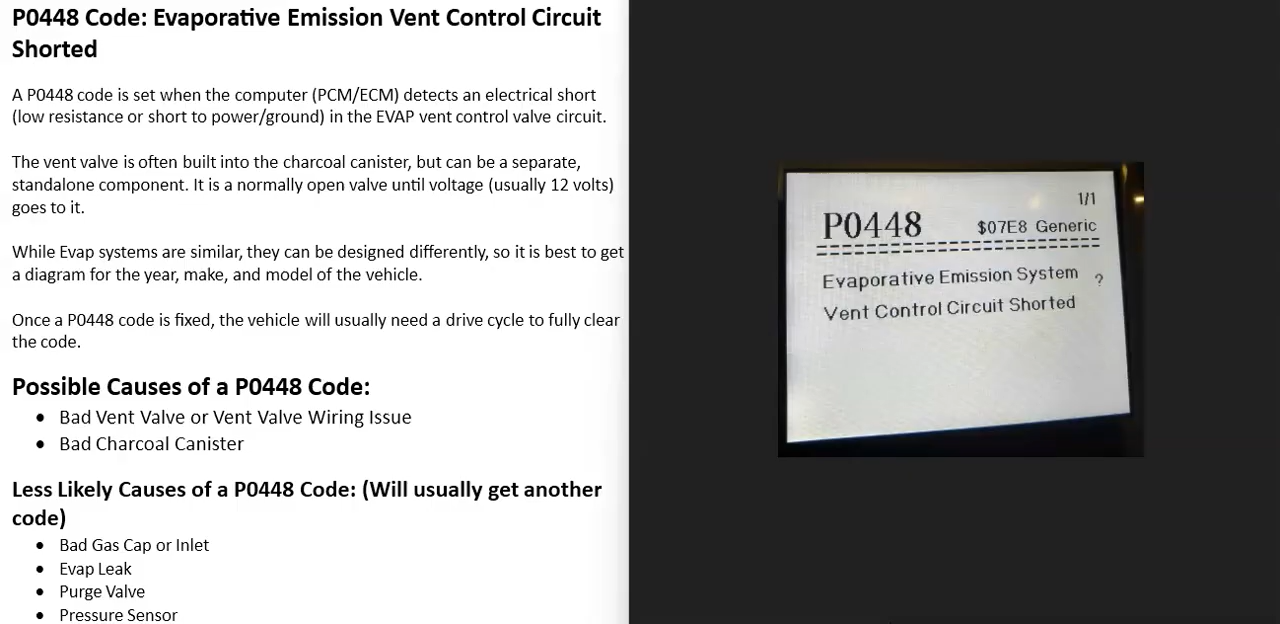 P0448 Code: Evaporative Emission Vent Control Circuit
Shorted
A P0448 code is set when the computer (PCM/ECM) detects an electrical short
(low resistance or short to power/ground) in the EVAP vent control valve circuit.
The vent valve is often built into the charcoal canister, but can be a separate,
standalone component. It is a normally open valve until voltage (usually 12 volts)
goes to it.
While Evap systems are similar, they can be designed differently, so it is best to get
a diagram for the year, make, and model of the vehicle.
Once a P0448 code is fixed, the vehicle will usually need a drive cycle to fully clear
the code.
Possible Causes of a P0448 Code:
• Bad Vent Valve or Vent Valve Wiring Issue
• Bad Charcoal Canister
Less Likely Causes of a P0448 Code: (Will usually get another
code)
• Bad Gas Cap or Inlet
• Evap Leak
• Purge Valve
• Pressure Sensor
1/1
P0448 $07E8 Generic
Evaporative Emission System ?
Vent Control Circuit Shorted